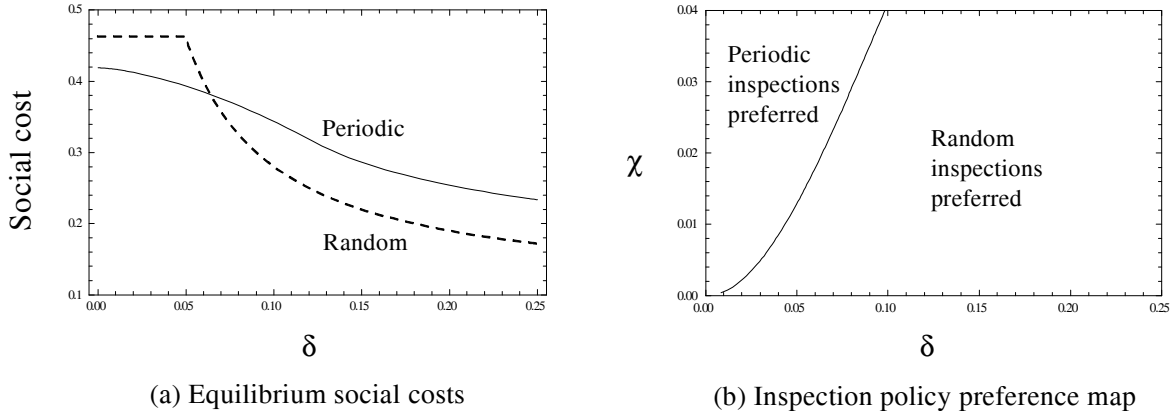 0.5
0.4
0.3
0.2
0.1
0.00 0.05 0.10 0.15 0.20 0.25
Social cost
δ
Periodic
Random
(a) Equilibrium social costs
0.04
0.03
0.02
0.01
0.00
0.00 0.05 0.10 0.15 0.20 0.25
χ
δ
Periodic
inspections
preferred
Random
inspections
preferred
(b) Inspection policy preference map